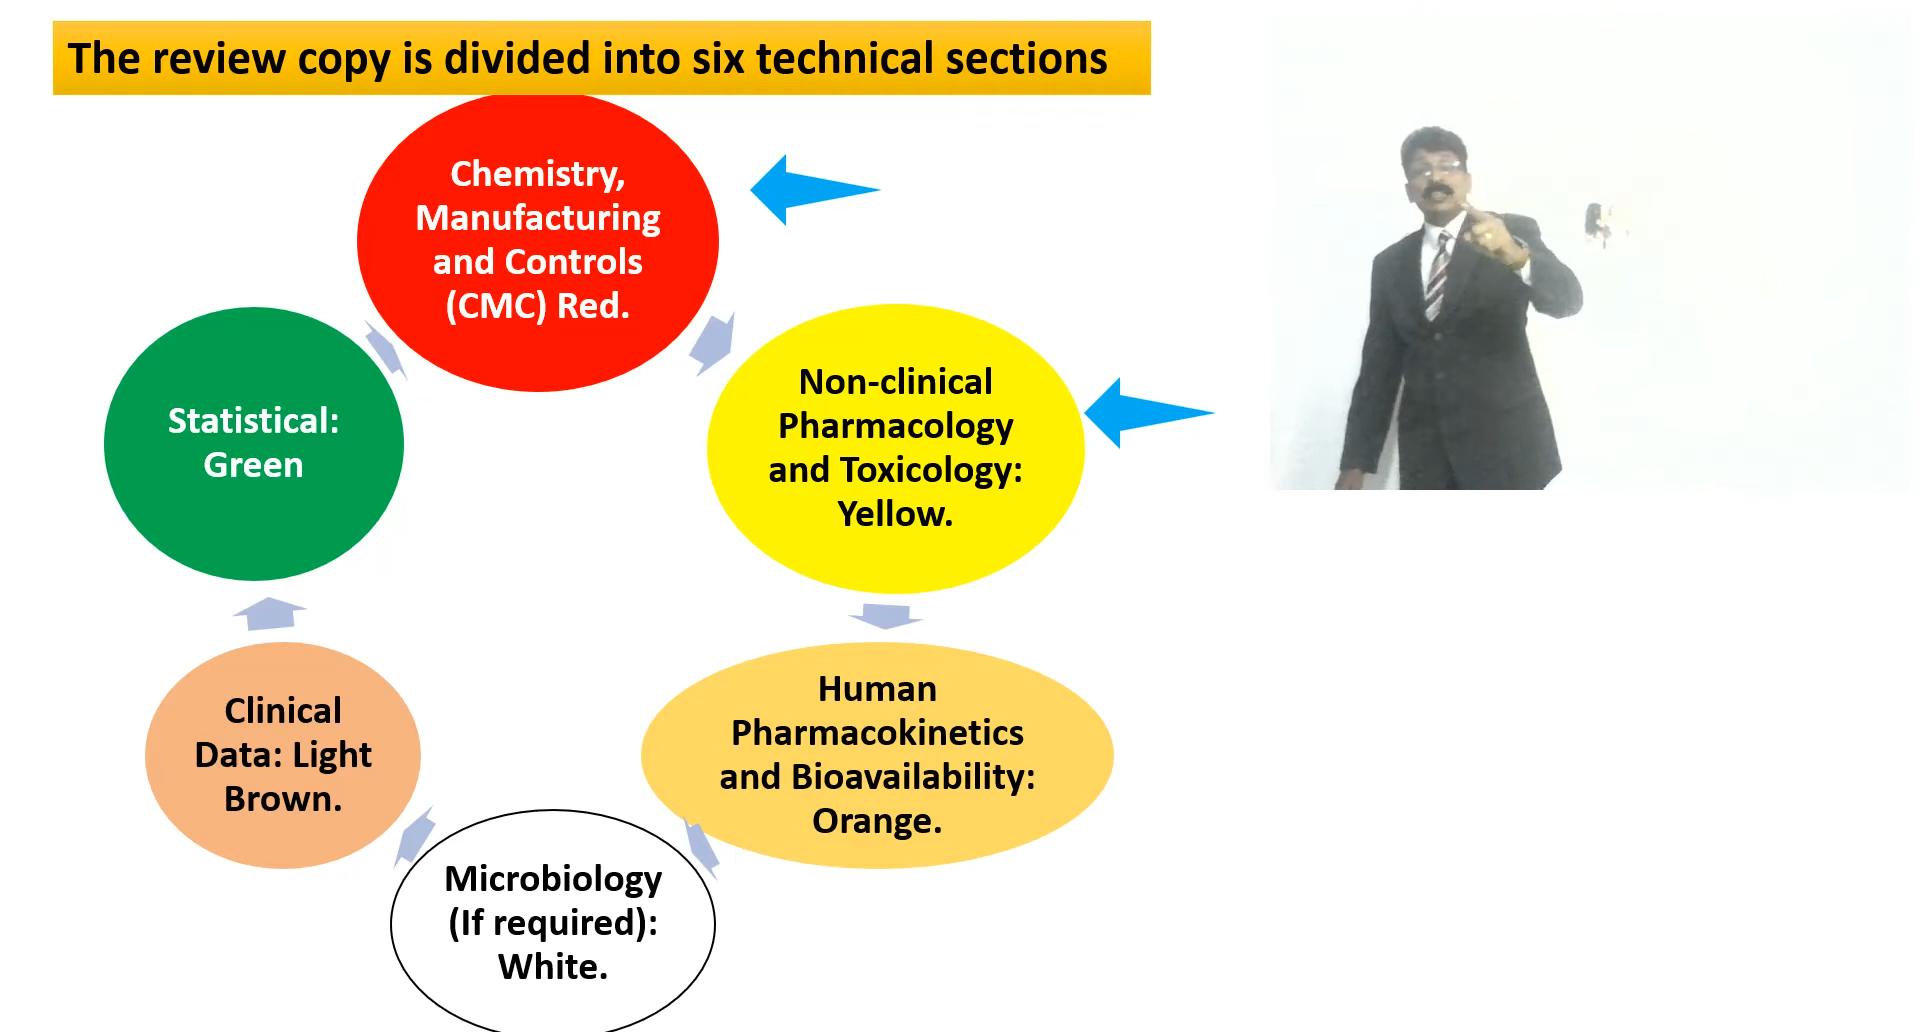 The review copy is divided into six technical sections
Chemistry,
Manufacturing
and Controls
(CMC) Red.
Non-clinical
Pharmacology
and Toxicology:
Yellow.
Human
Pharmacokinetics
and Bioavailability:
Orange.
Microbiology
(If required):
White.
Clinical
Data: Light
Brown.
Statistical:
Green